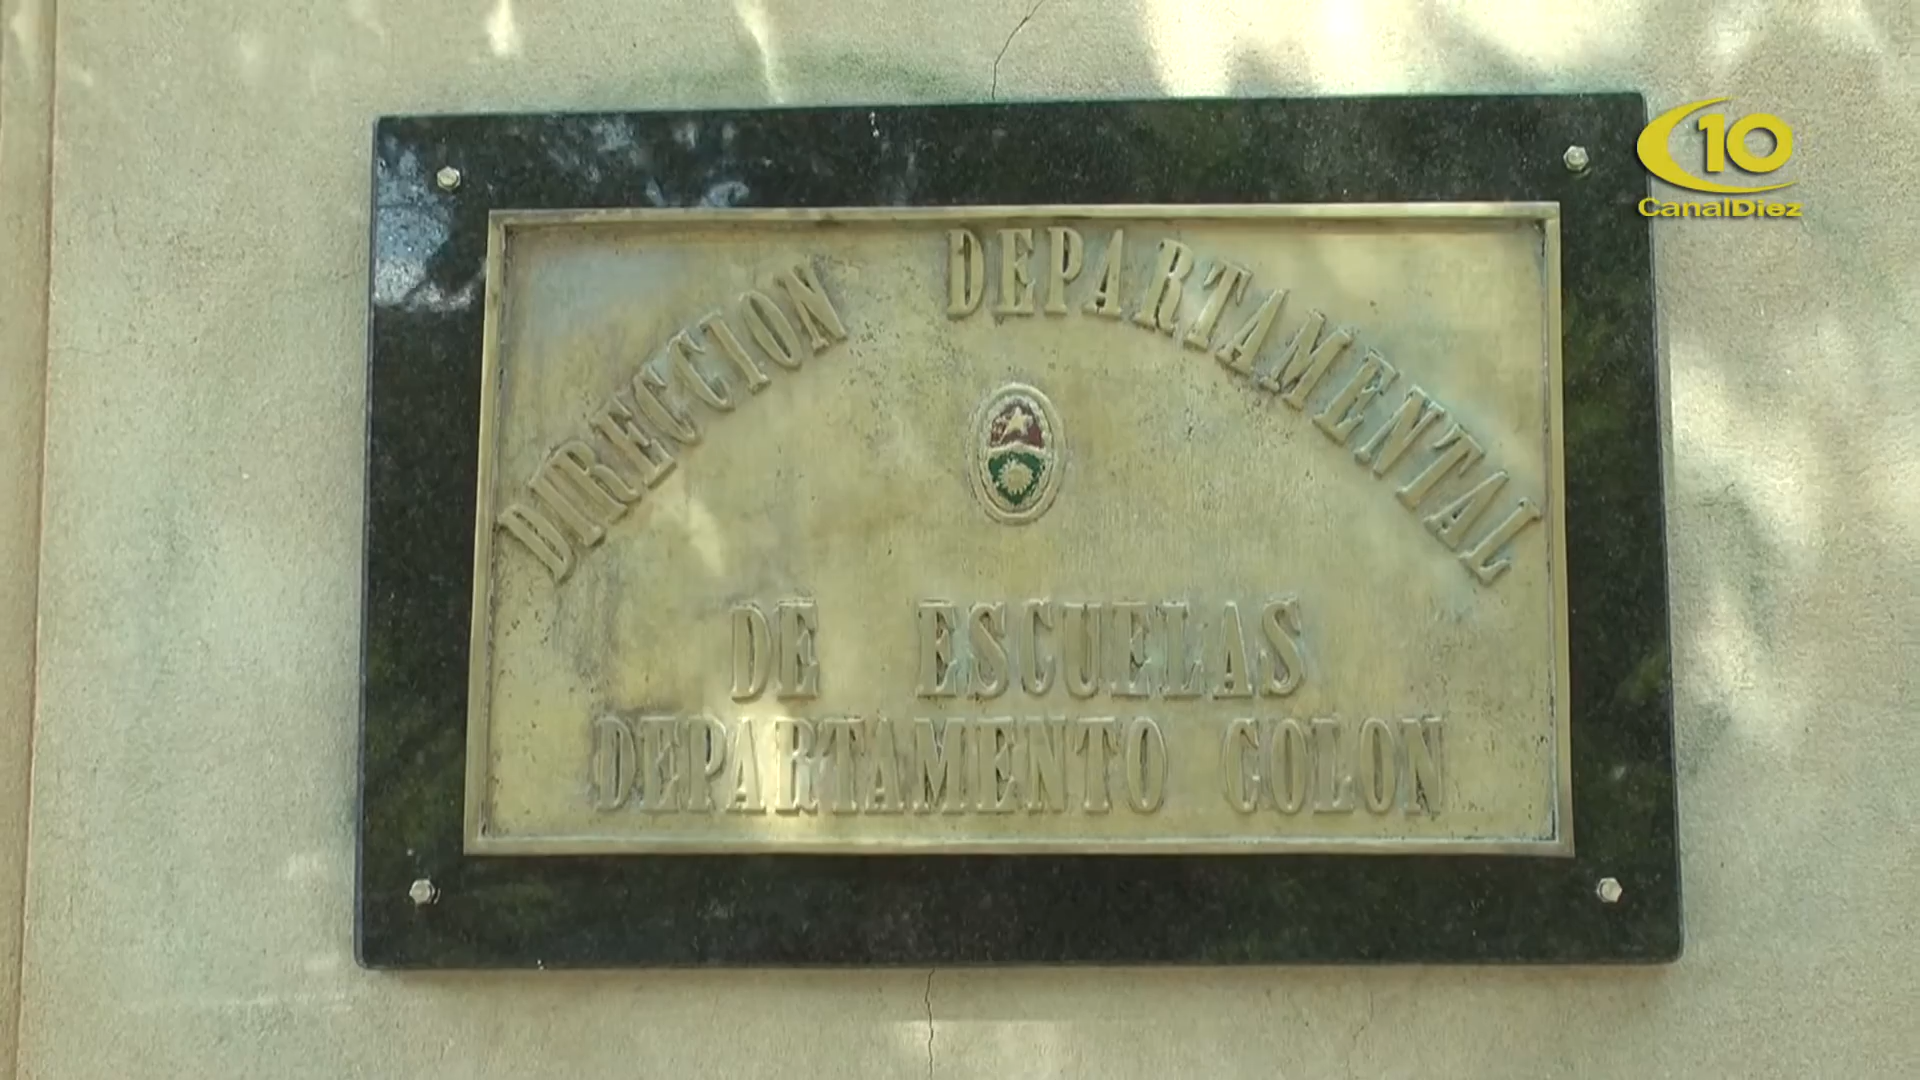 10
CanalDiez
DIRECCION DEPARTAMENTAL
DE ESCUELAS
DEPARTAMENTO COLON